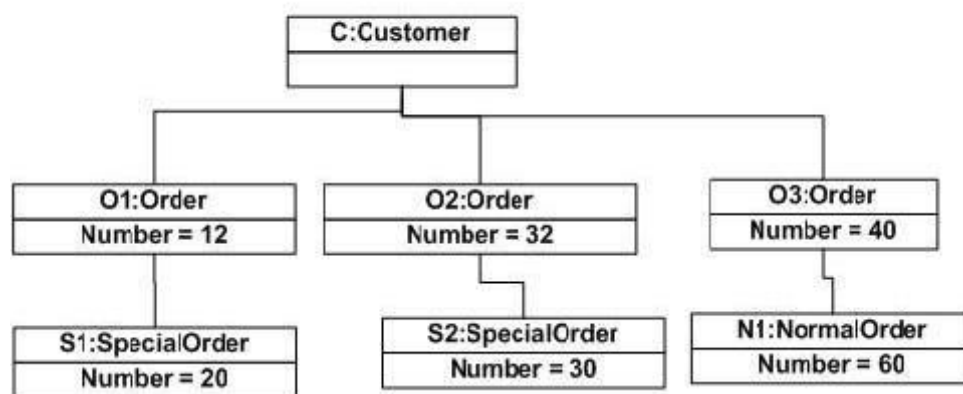 C:Customer
O1:Order
Number = 12
O2:Order
Number = 32
O3:Order
Number = 40
S1:SpecialOrder
Number = 20
S2:SpecialOrder
Number = 30
N1:NormalOrder
Number = 60